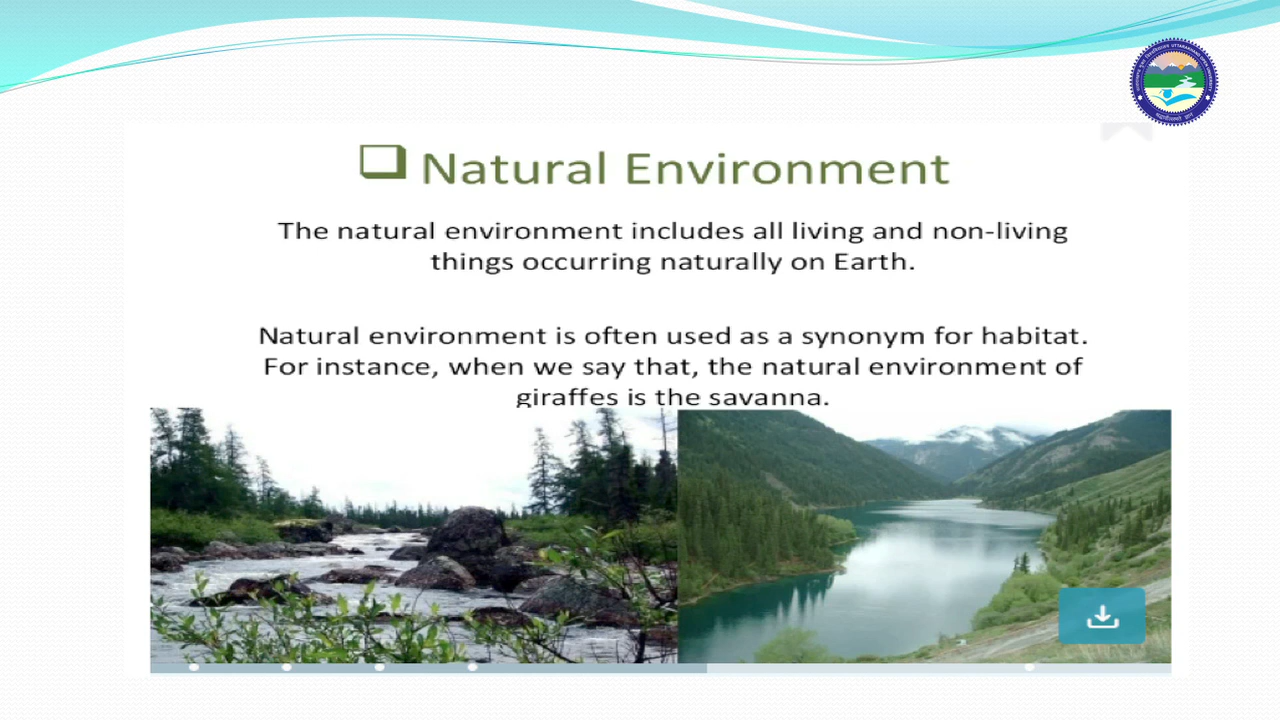 Natural Environment
The natural environment includes all living and non-living
things occurring naturally on Earth.
Natural environment is often used as a synonym for habitat.
For instance, when we say that, the natural environment of
giraffes is the savanna.